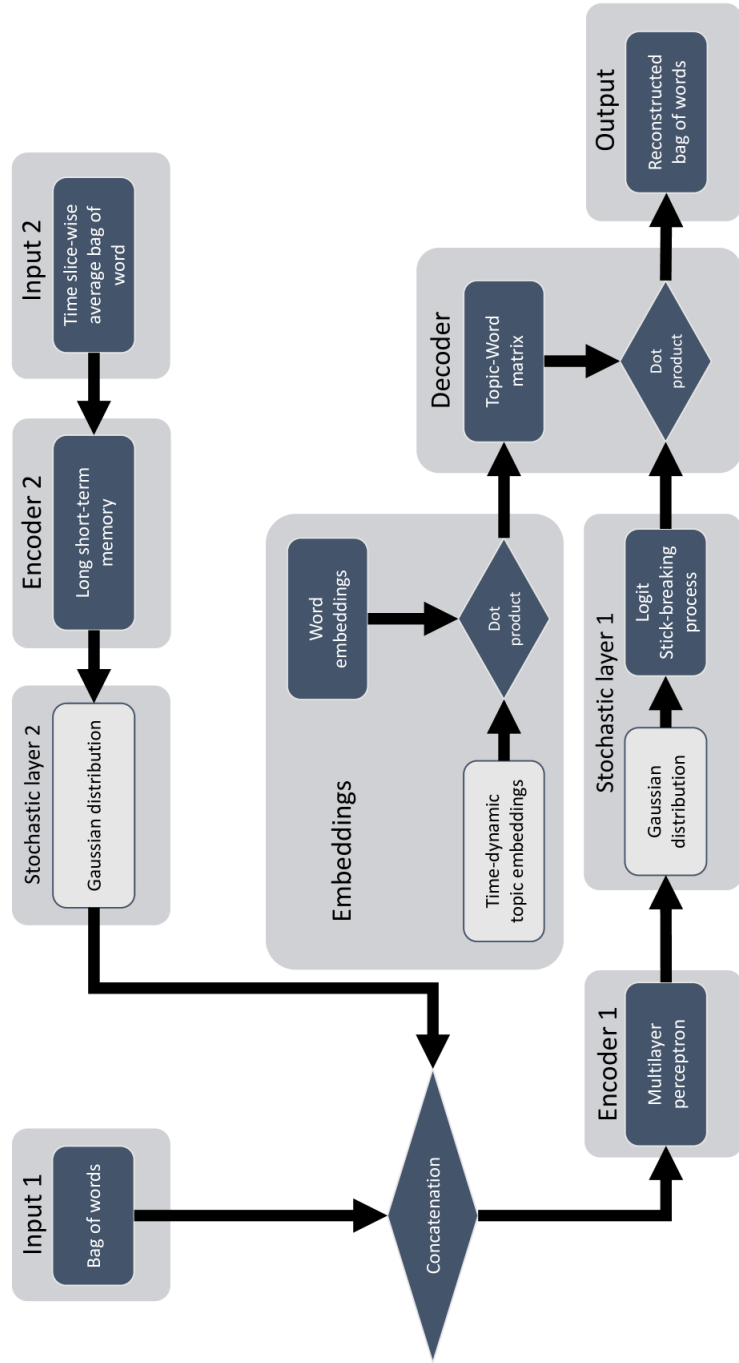 Input 1
Bag of words
Stochastic layer 2
Gaussian distribution
Encoder 2
Long short-term
memory
Input 2
Time slice-wise
average bag of
word
Concatenation
Embeddings
Word
embeddings
Time-dynamic
topic embeddings
Dot
product
Decoder
Topic-Word
matrix
Dot
product
Output
Reconstructed
bag of words
Encoder 1
Multilayer
perceptron
Stochastic layer 1
Gaussian
distribution
Logit
Stick-breaking
process